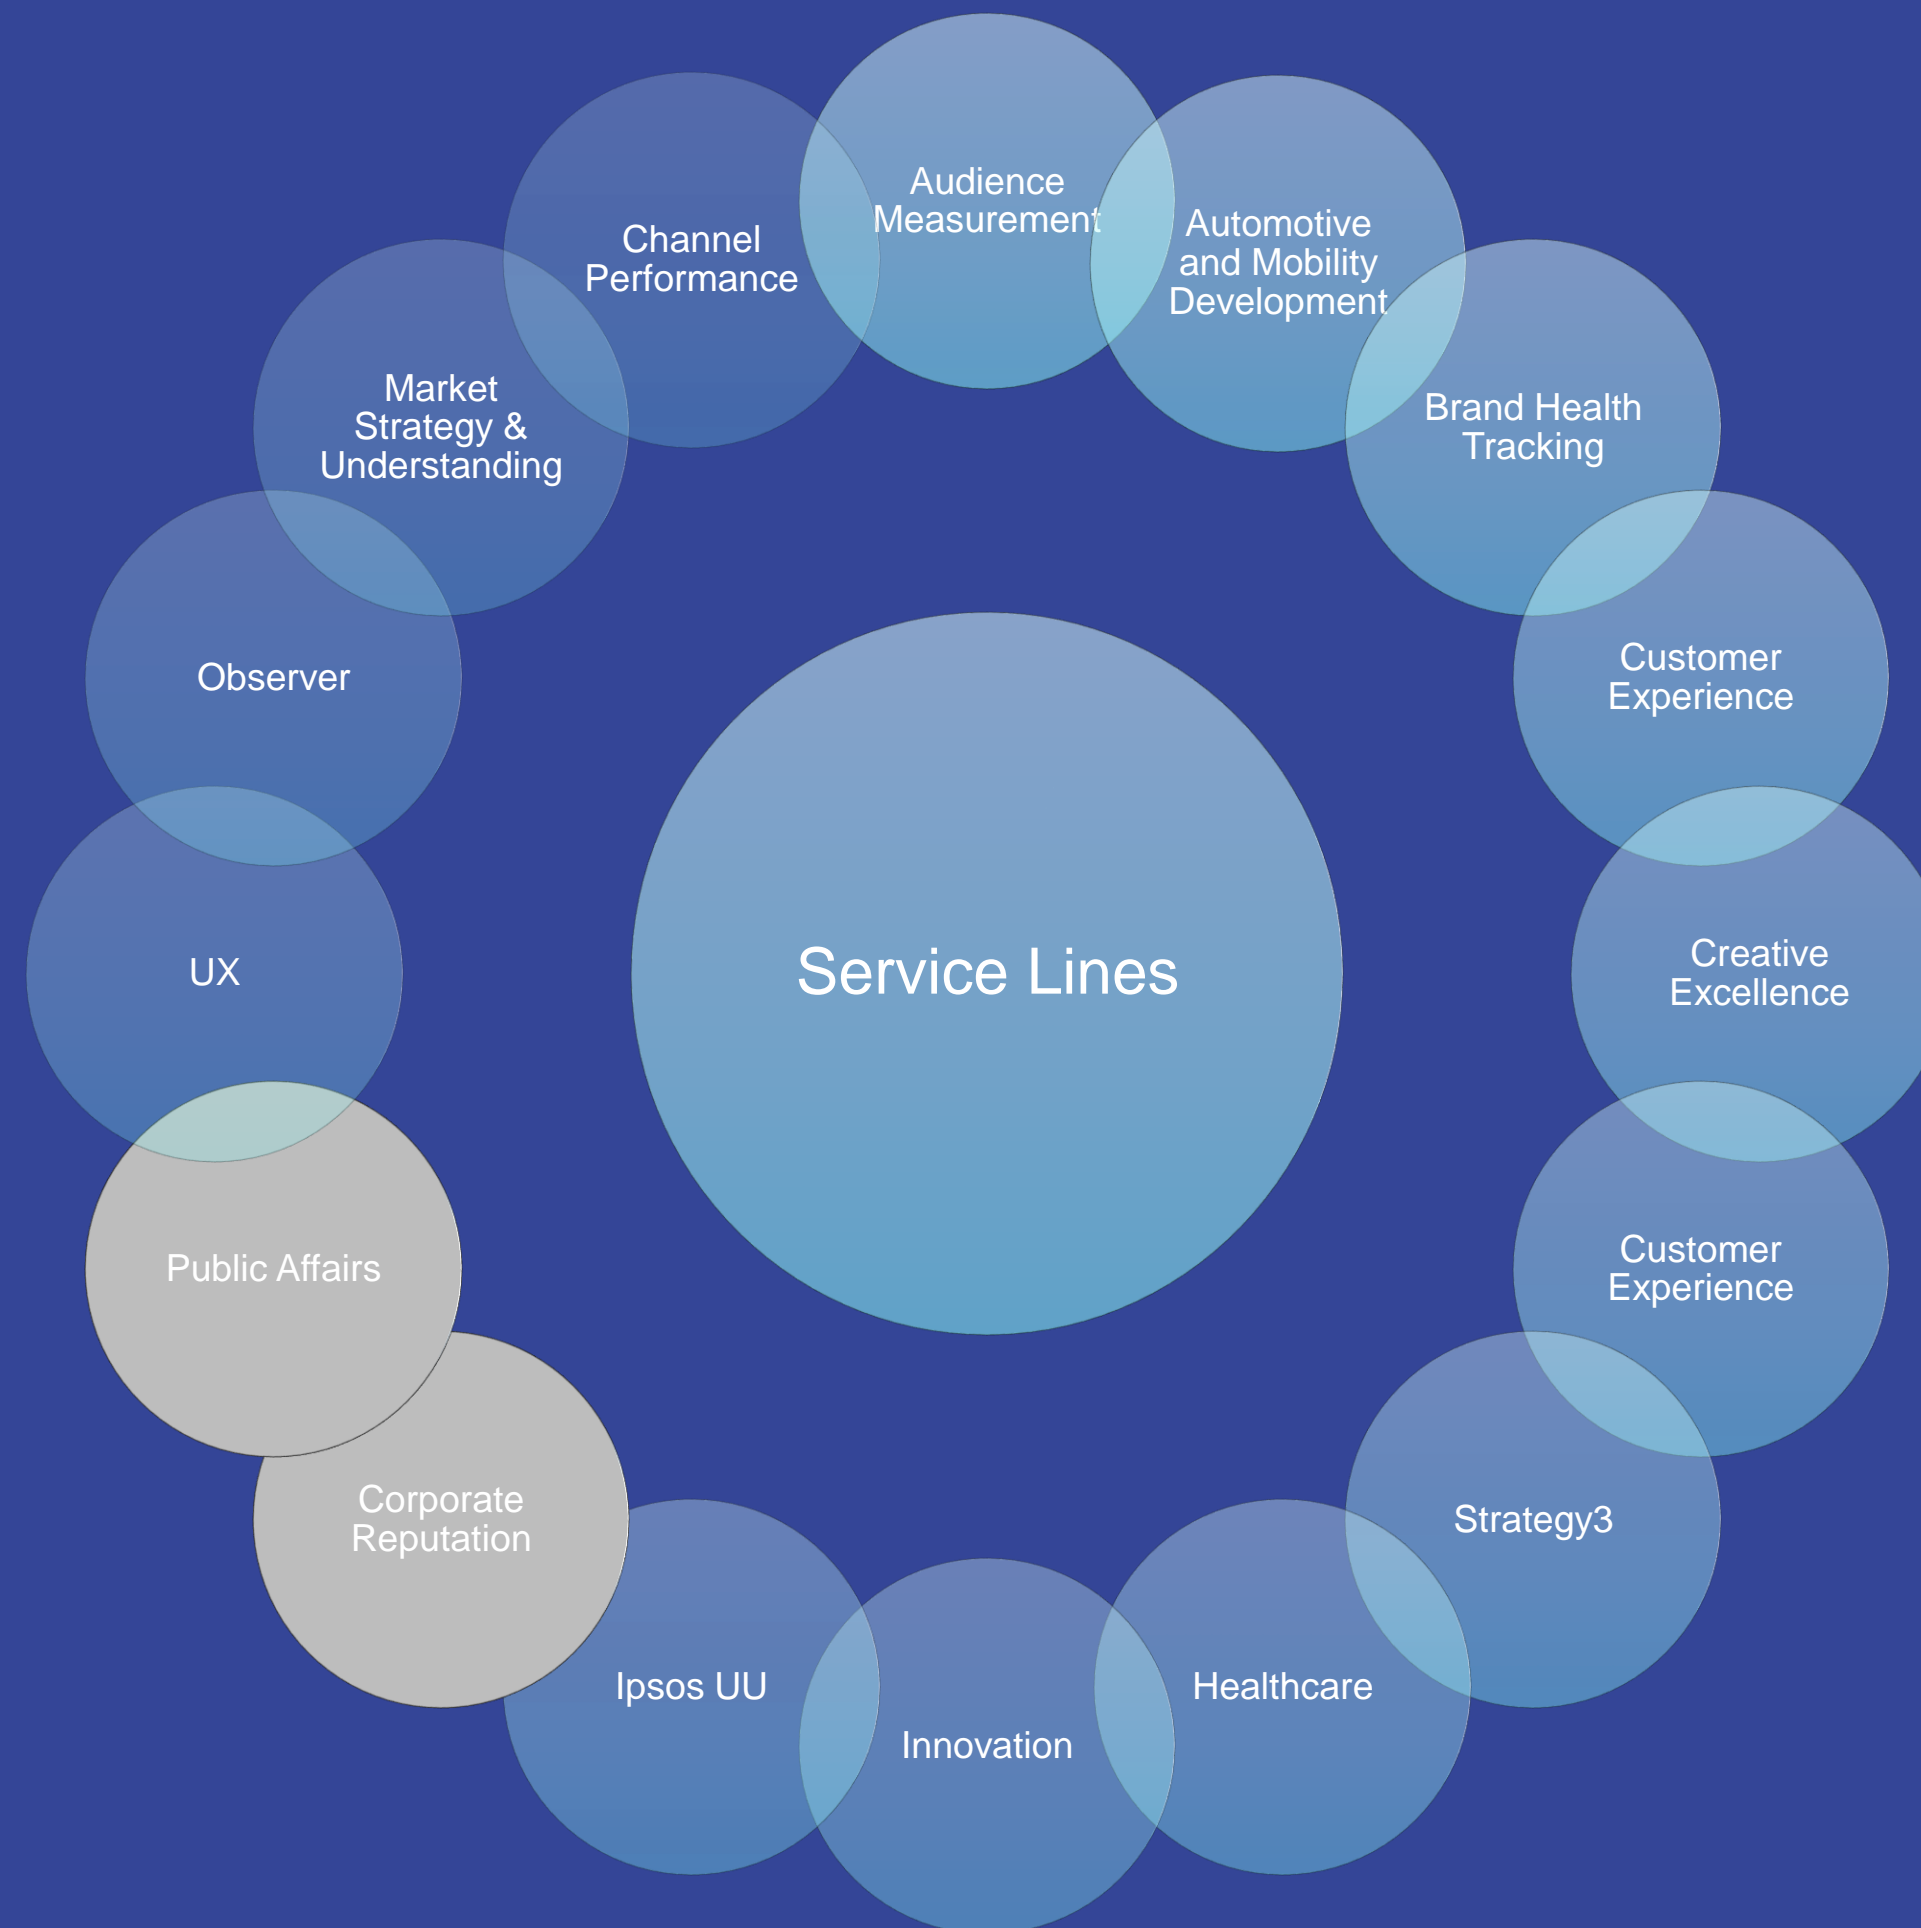 Audience
Measurement
Automotive
and Mobility
Development
Brand Health
Tracking
Customer
Experience
Creative
Excellence
Customer
Experience
Strategy3
Healthcare
Innovation
Ipsos UU
Corporate
Reputation
Public Affairs
UX
Observer
Market
Strategy &
Understanding
Channel
Performance
Service Lines